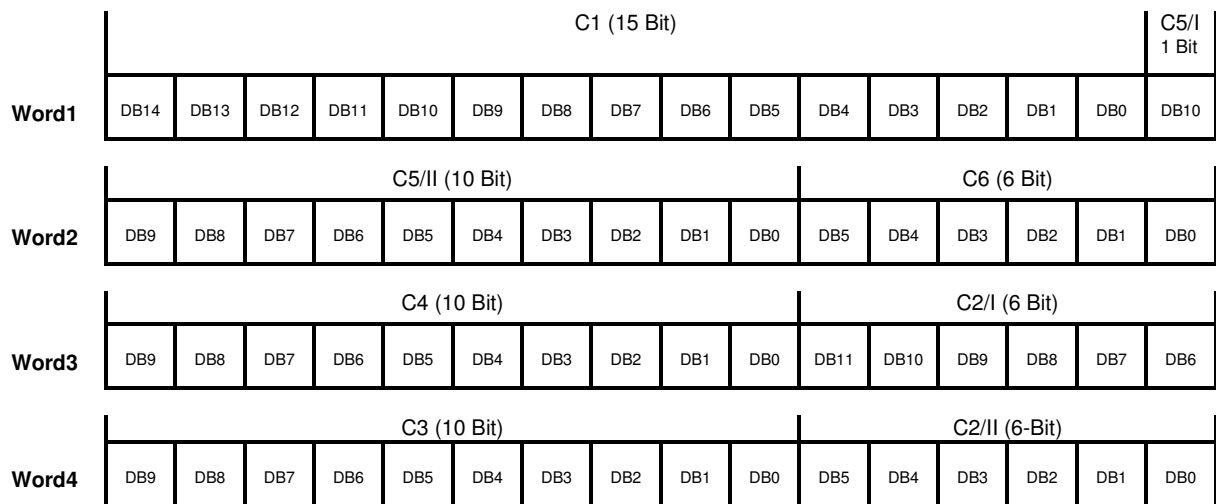 C1 (15 Bit) C5/I
1 Bit
Word1 DB14 DB13 DB12 DB11 DB10 DB9 DB8 DB7 DB6 DB5 DB4 DB3 DB2 DB1 DB0 DB10
C5/II (10 Bit) C6 (6 Bit)
Word2 DB9 DB8 DB7 DB6 DB5 DB4 DB3 DB2 DB1 DB0 DB5 DB4 DB3 DB2 DB1 DB0
C4 (10 Bit) C2/I (6 Bit)
Word3 DB9 DB8 DB7 DB6 DB5 DB4 DB3 DB2 DB1 DB0 DB11 DB10 DB9 DB8 DB7 DB6
C3 (10 Bit) C2/II (6-Bit)
Word4 DB9 DB8 DB7 DB6 DB5 DB4 DB3 DB2 DB1 DB0 DB5 DB4 DB3 DB2 DB1 DB0